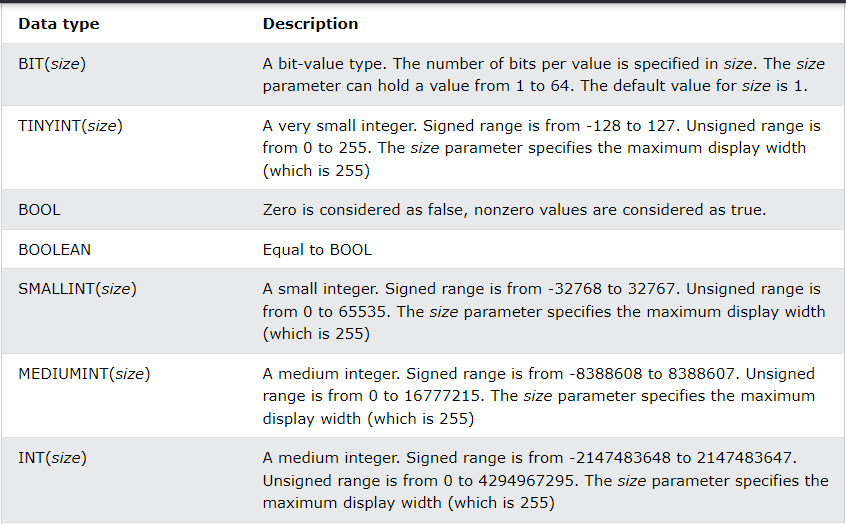 Data type Description
BIT(size) A bit-value type. The number of bits per value is specified in size. The size
parameter can hold a value from 1 to 64. The default value for size is 1.
TINYINT(size) A very small integer. Signed range is from -128 to 127. Unsigned range is
from 0 to 255. The size parameter specifies the maximum display width
(which is 255)
BOOL Zero is considered as false, nonzero values are considered as true.
BOOLEAN Equal to BOOL
SMALLINT(size) A small integer. Signed range is from -32768 to 32767. Unsigned range is
from 0 to 65535. The size parameter specifies the maximum display width
(which is 255)
MEDIUMINT(size) A medium integer. Signed range is from -8388608 to 8388607. Unsigned
range is from 0 to 16777215. The size parameter specifies the maximum
display width (which is 255)
INT(size) A medium integer. Signed range is from -2147483648 to 2147483647.
Unsigned range is from 0 to 4294967295. The size parameter specifies the
maximum display width (which is 255)